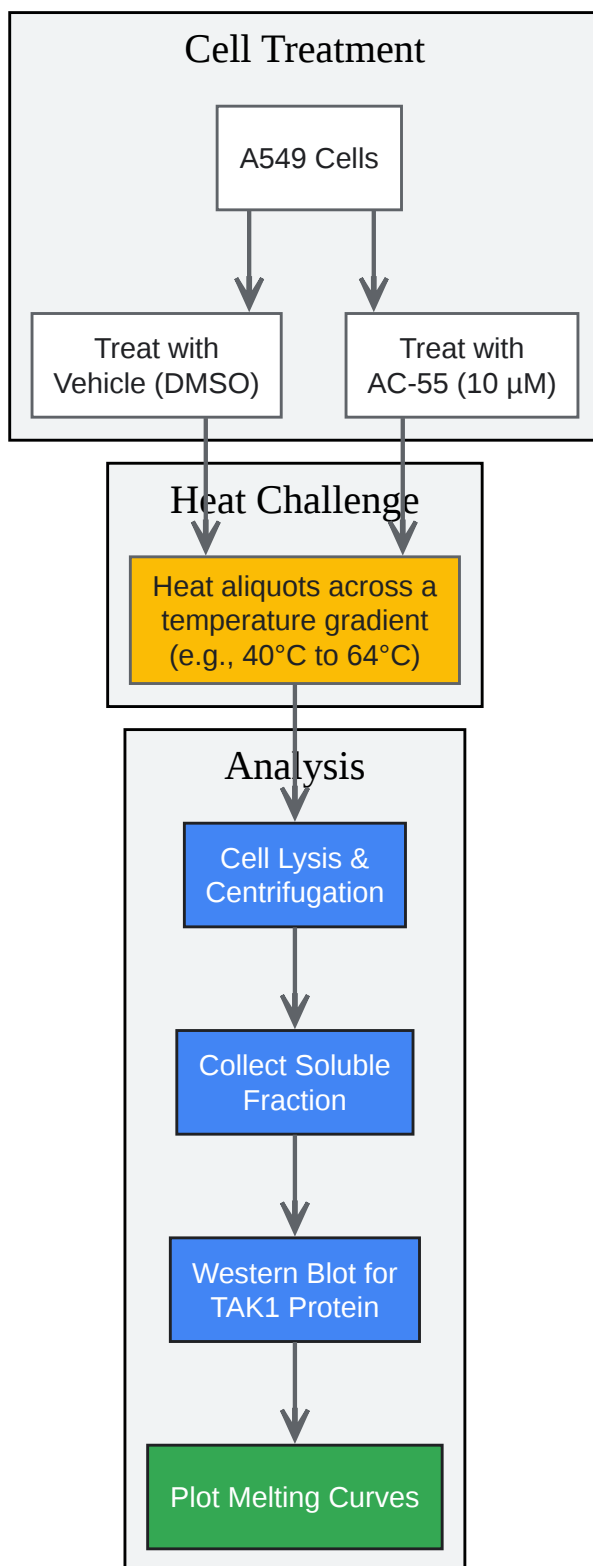 Cell Treatment
A549 Cells
Treat with
Vehicle (DMSO)
Treat with
AC-55 (10 µM)
Heat Challenge
Heat aliquots across a
temperature gradient
(e.g., 40°C to 64°C)
Analysis
Cell Lysis &
Centrifugation
Collect Soluble
Fraction
Western Blot for
TAK1 Protein
Plot Melting Curves